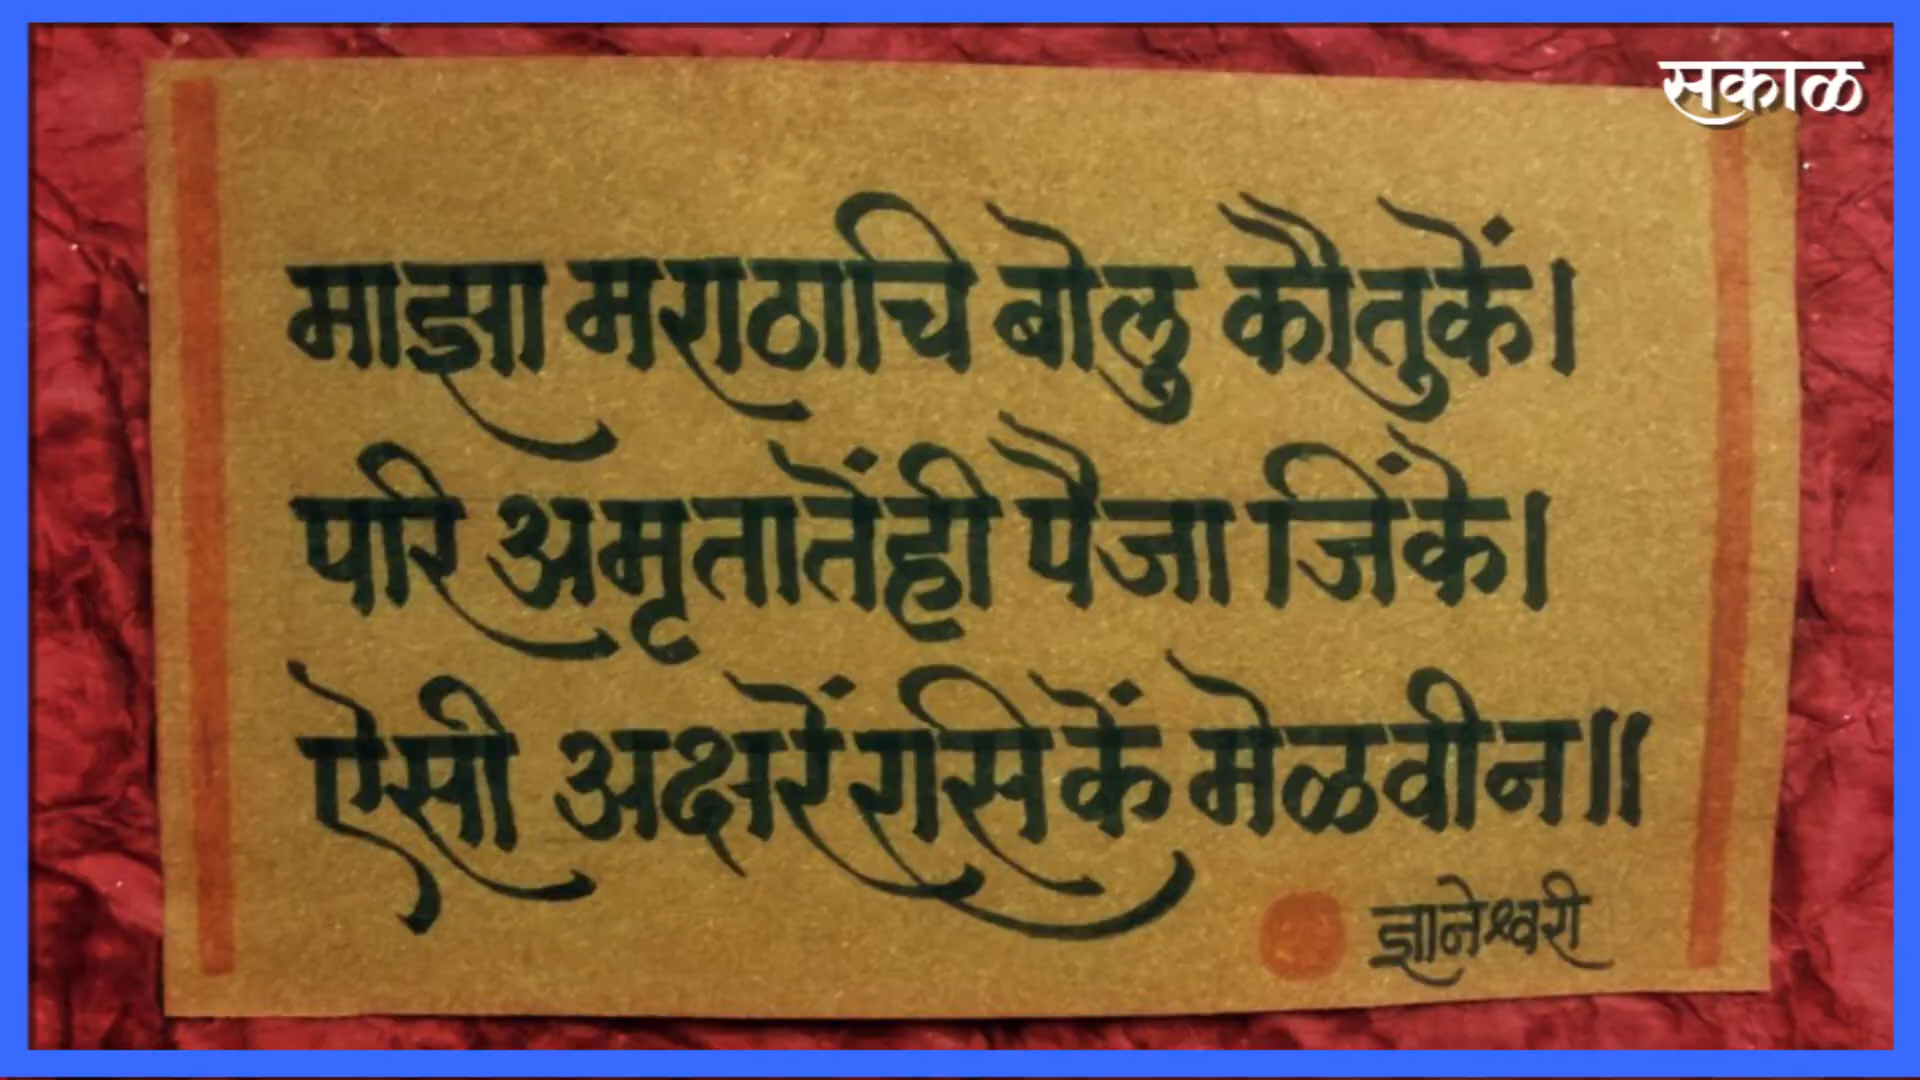 सकाळ
माझा मराठाचि बोलु कौतुकें।
परि अमृतातेंही पैजा जिंके।
ऐसी अक्षरें रसिकें मेळवीन॥
ज्ञानेश्वरी